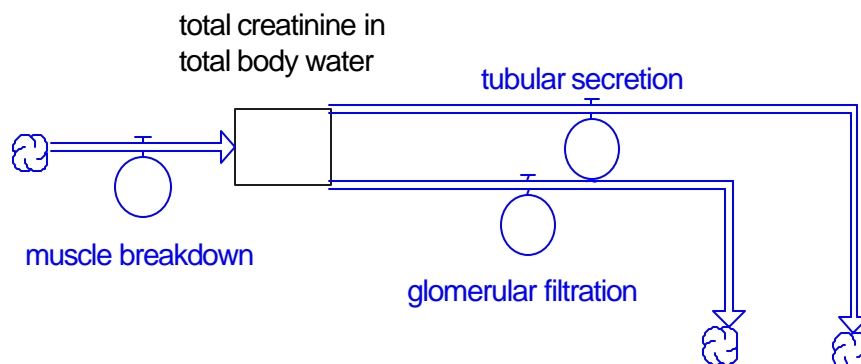 total creatinine in
total body water
tubular secretion
muscle breakdown
glomerular filtration